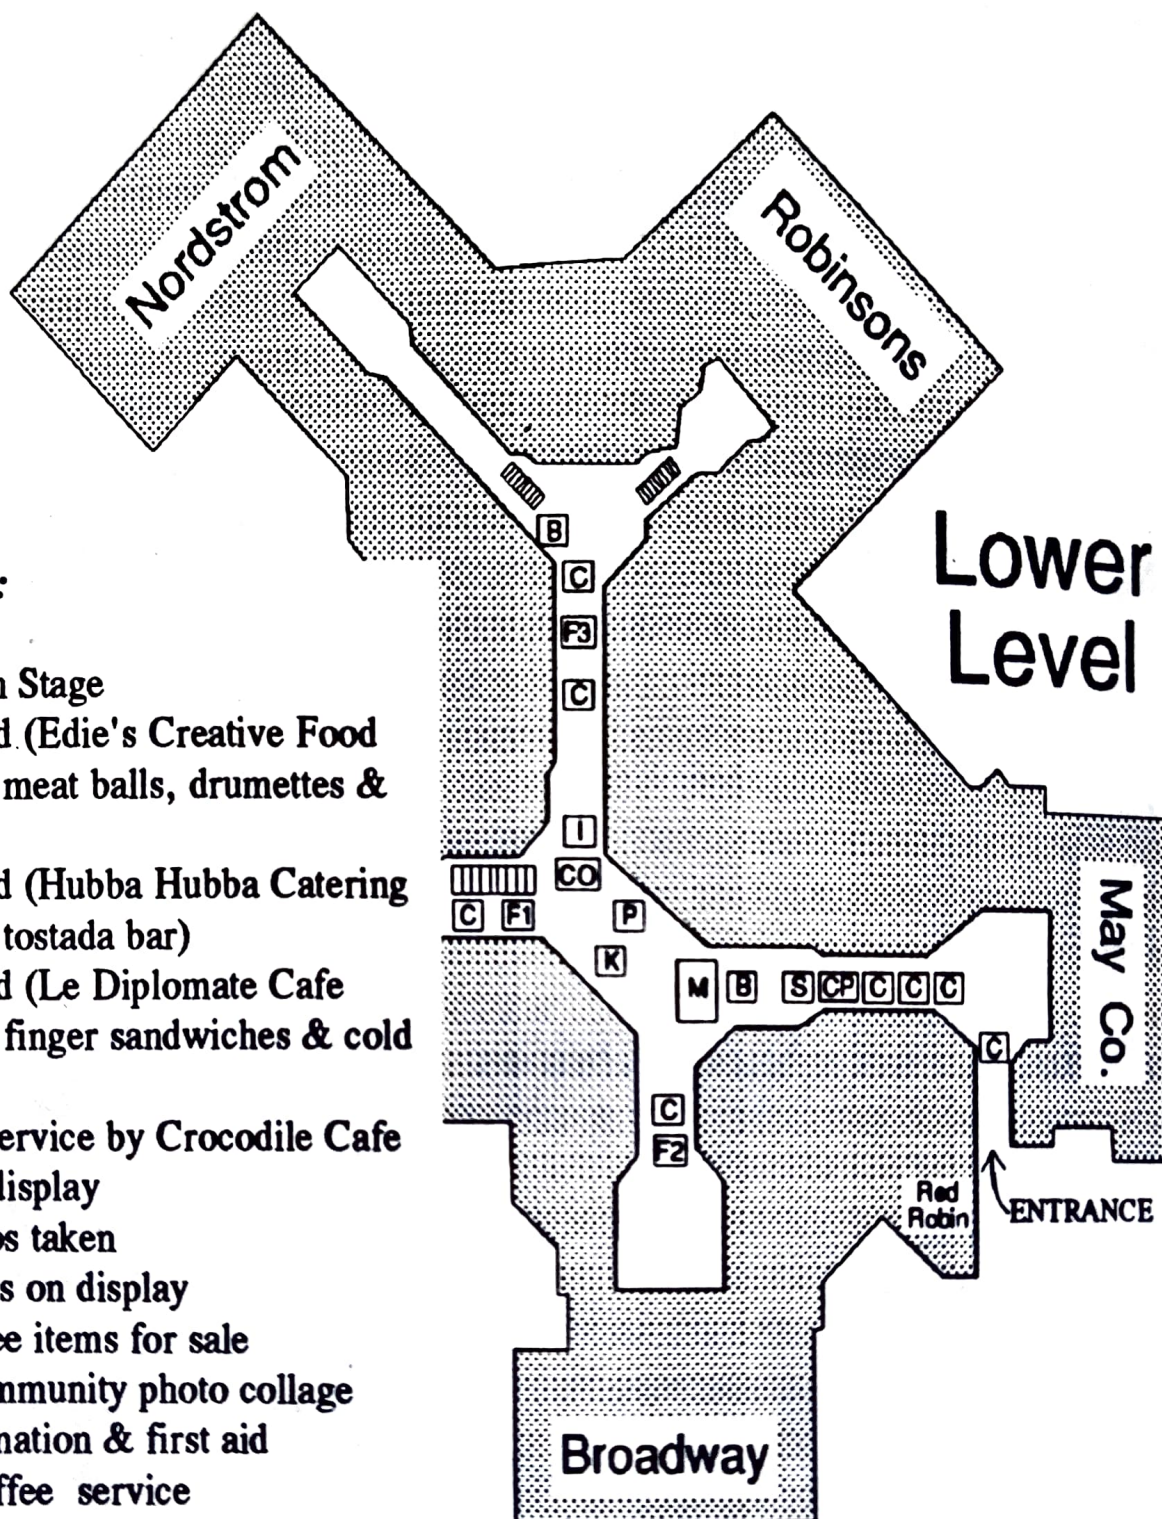 Nordstrom
Robinsons
Lower
Level
B
C
F3
C
I
CO
C F1 P
K
M B S CP C C C
C
C
F2
May Co.
Red
Robin
ENTRANCE
Broadway
:
Stage
(Edie's Creative Food
meat balls, drumettes &
(Hubba Hubba Catering
tostada bar)
(Le Diplomate Cafe
finger sandwiches & cold
ervice by Crocodile Cafe
display
taken
s on display
ee items for sale
mmunity photo collage
mation & first aid
ffee service